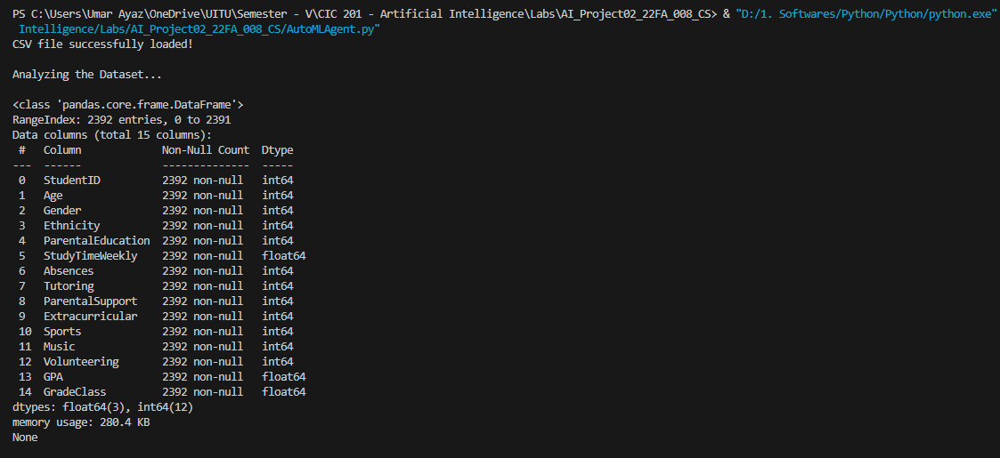 PS C:\Users\Umar Ayaz\OneDrive\UITU\Semester - V\CIC 201 - Artificial Intelligence\Labs\AI_Project02_22FA_008_CS> & "D:/1. Softwares/Python/Python/python.exe"
Intelligence/Labs/AI_Project02_22FA_008_CS/AutoMLAgent.py"
CSV file successfully loaded!
Analyzing the Dataset...
<class 'pandas.core.frame.DataFrame'>
RangeIndex: 2392 entries, 0 to 2391
Data columns (total 15 columns):
 #   Column             Non-Null Count  Dtype
---  ------             --------------  -----
 0   StudentID          2392 non-null   int64
 1   Age                2392 non-null   int64
 2   Gender             2392 non-null   int64
 3   Ethnicity          2392 non-null   int64
 4   ParentalEducation  2392 non-null   int64
 5   StudyTimeWeekly    2392 non-null   float64
 6   Absences           2392 non-null   int64
 7   Tutoring           2392 non-null   int64
 8   ParentalSupport    2392 non-null   int64
 9   Extracurricular    2392 non-null   int64
 10  Sports             2392 non-null   int64
 11  Music              2392 non-null   int64
 12  Volunteering       2392 non-null   int64
 13  GPA                2392 non-null   float64
 14  GradeClass         2392 non-null   float64
dtypes: float64(3), int64(12)
memory usage: 280.4 KB
None